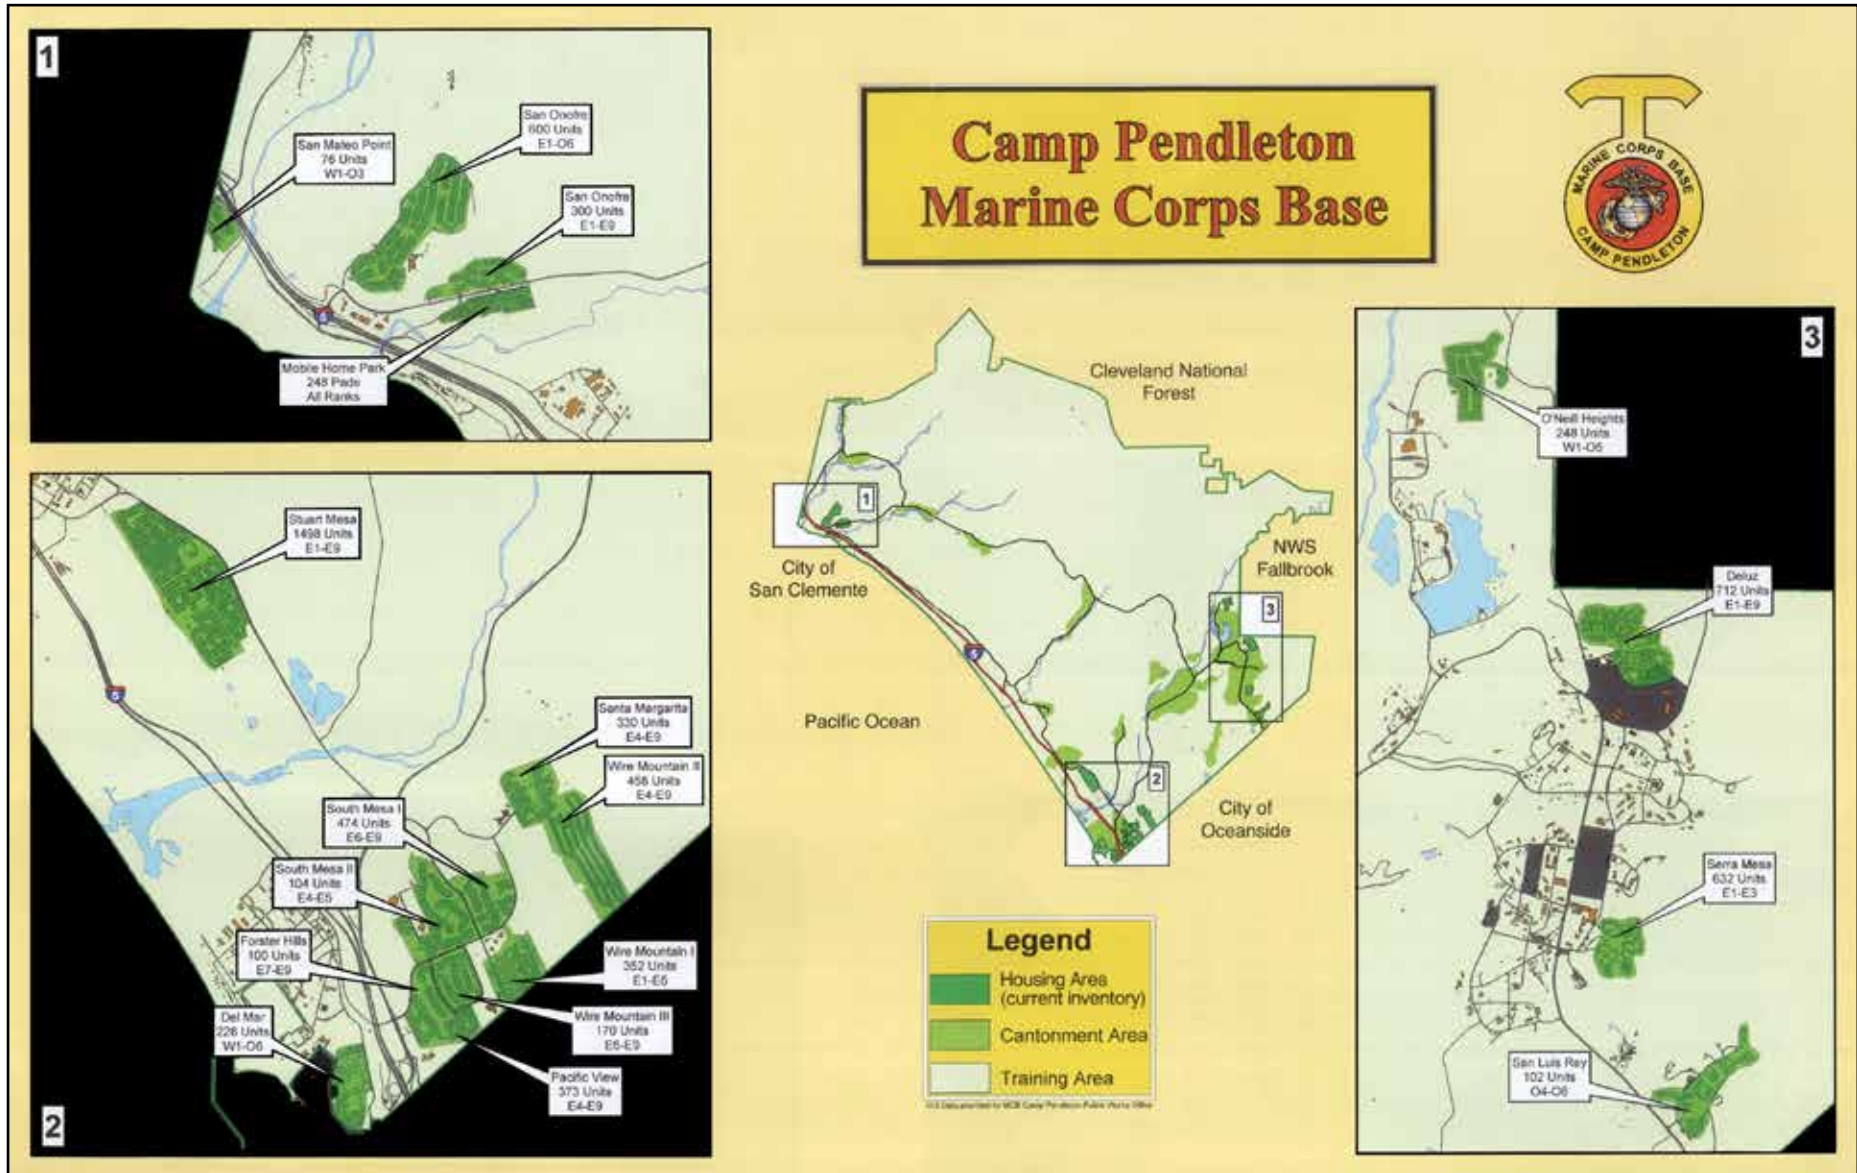 1
San Mateo Point
76 Units
W1-O3
San Onofre
600 Units
E1-O6
San Onofre
300 Units
E1-E9
5
Mobile Home Park
248 Pads
All Ranks
Camp Pendleton
Marine Corps Base
MARINE CORPS BASE
CAMP PENDLETON
Cleveland National
Forest
1
City of
San Clemente
NWS
Fallbrook
3
5
Pacific Ocean
2
City of
Oceanside
Legend
Housing Area
(current inventory)
Cantonment Area
Training Area
2
Stuart Mesa
1498 Units
E1-E9
5
Santa Margarita
330 Units
E4-E9
Wire Mountain II
458 Units
E4-E9
South Mesa I
474 Units
E6-E9
South Mesa II
104 Units
E4-E5
Forster Hills
100 Units
E7-E9
Wire Mountain I
352 Units
E1-E5
Del Mar
226 Units
W1-O6
Wire Mountain III
170 Units
E6-E9
Pacific View
373 Units
E4-E9
3
O'Neill Heights
248 Units
W1-O5
Deluz
712 Units
E1-E9
Serra Mesa
632 Units
E1-E3
San Luis Rey
102 Units
O4-O6